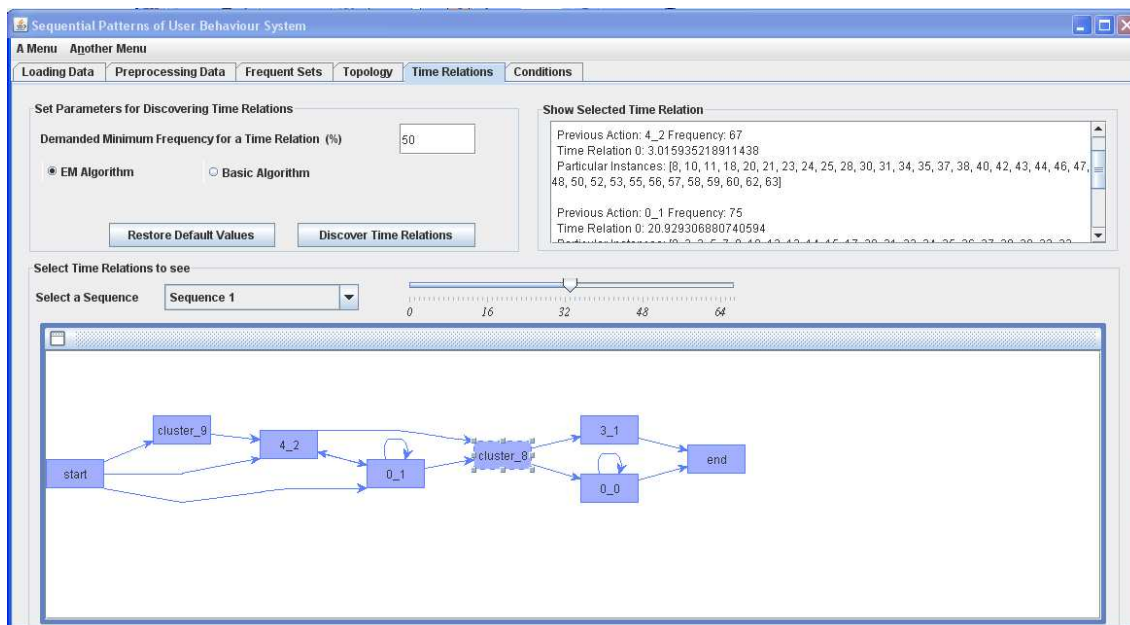 Sequential Patterns of User Behaviour System
A Menu Another Menu
Loading Data Preprocessing Data Frequent Sets Topology Time Relations Conditions
Set Parameters for Discovering Time Relations
Demanded Minimum Frequency for a Time Relation (%) 50
EM Algorithm Basic Algorithm
Restore Default Values Discover Time Relations
Show Selected Time Relation
Previous Action: 4_2 Frequency: 67
Time Relation 0: 3.015935218911438
Particular Instances: [8, 10, 11, 18, 20, 21, 23, 24, 25, 28, 30, 31, 34, 35, 37, 38, 40, 42, 43, 44, 46, 47,
48, 50, 52, 53, 55, 56, 57, 58, 59, 60, 62, 63]
Previous Action: 0_1 Frequency: 75
Time Relation 0: 20.929306880740594
Select Time Relations to see
Select a Sequence Sequence 1
0 16 32 48 64
cluster_9
4_2
3_1
cluster_8
end
start
0_1
0_0